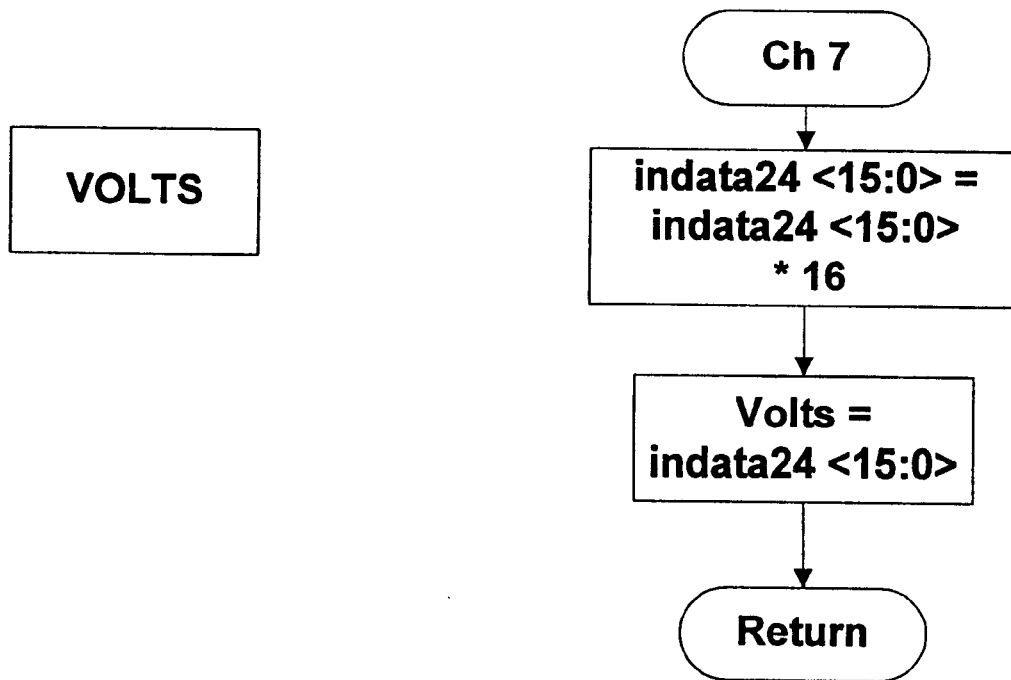 VOLTS
Ch 7
indata24 <15:0> =
indata24 <15:0>
* 16
Volts =
indata24 <15:0>
Return